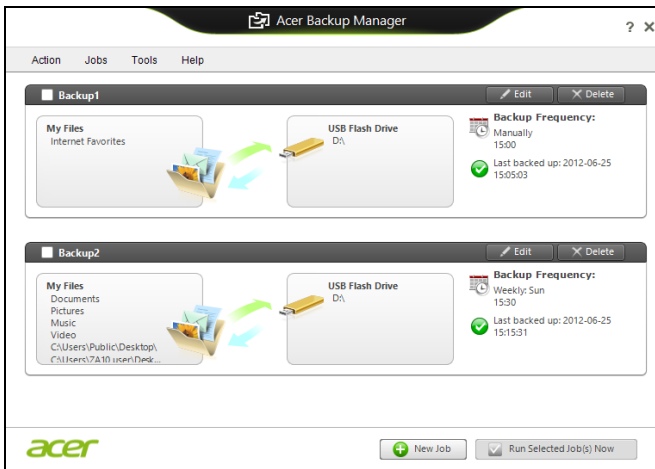 Acer Backup Manager
? X
Action Jobs Tools Help
Backup1 Edit Delete
My Files
Internet Favorites
USB Flash Drive
D:\
Backup Frequency:
Manually
15:00
Last backed up: 2012-06-25
15:05:03
Backup2 Edit Delete
My Files
Documents
Pictures
Music
Video
C:\Users\Public\Desktop\
C:\Users\ZA10 user\Desk...
USB Flash Drive
D:\
Backup Frequency:
Weekly: Sun
15:30
Last backed up: 2012-06-25
15:15:31
acer New Job Run Selected Job(s) Now